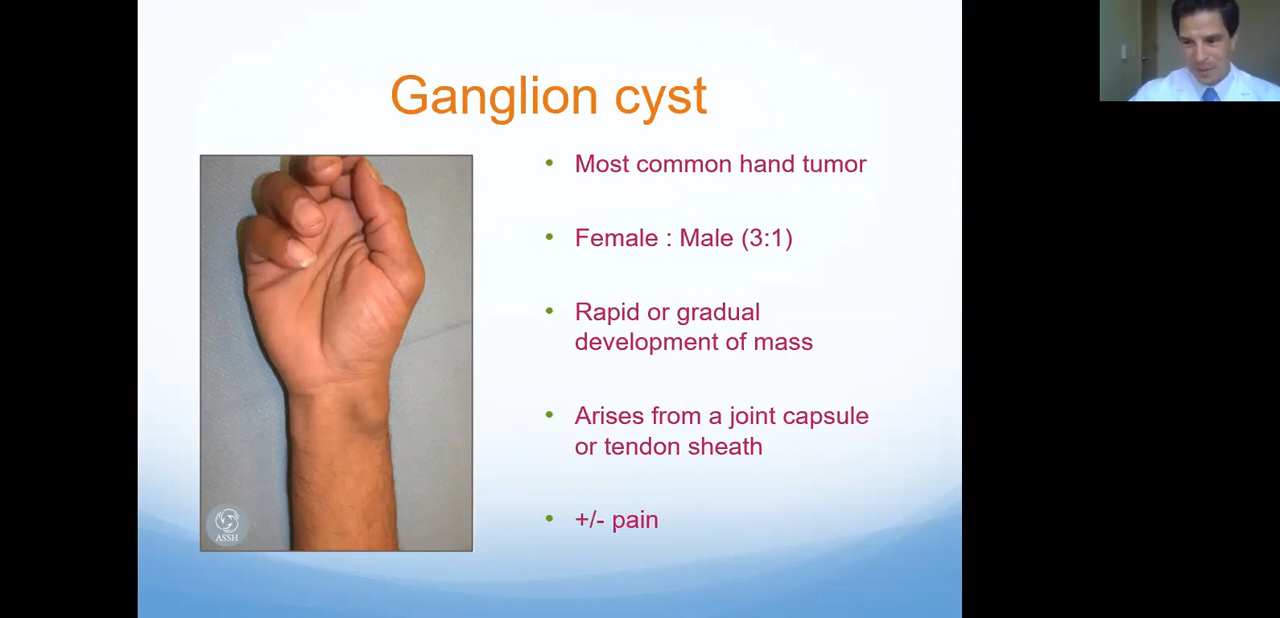 Ganglion cyst
• Most common hand tumor
• Female : Male (3:1)
• Rapid or gradual
development of mass
• Arises from a joint capsule
or tendon sheath
• +/- pain
ASSH